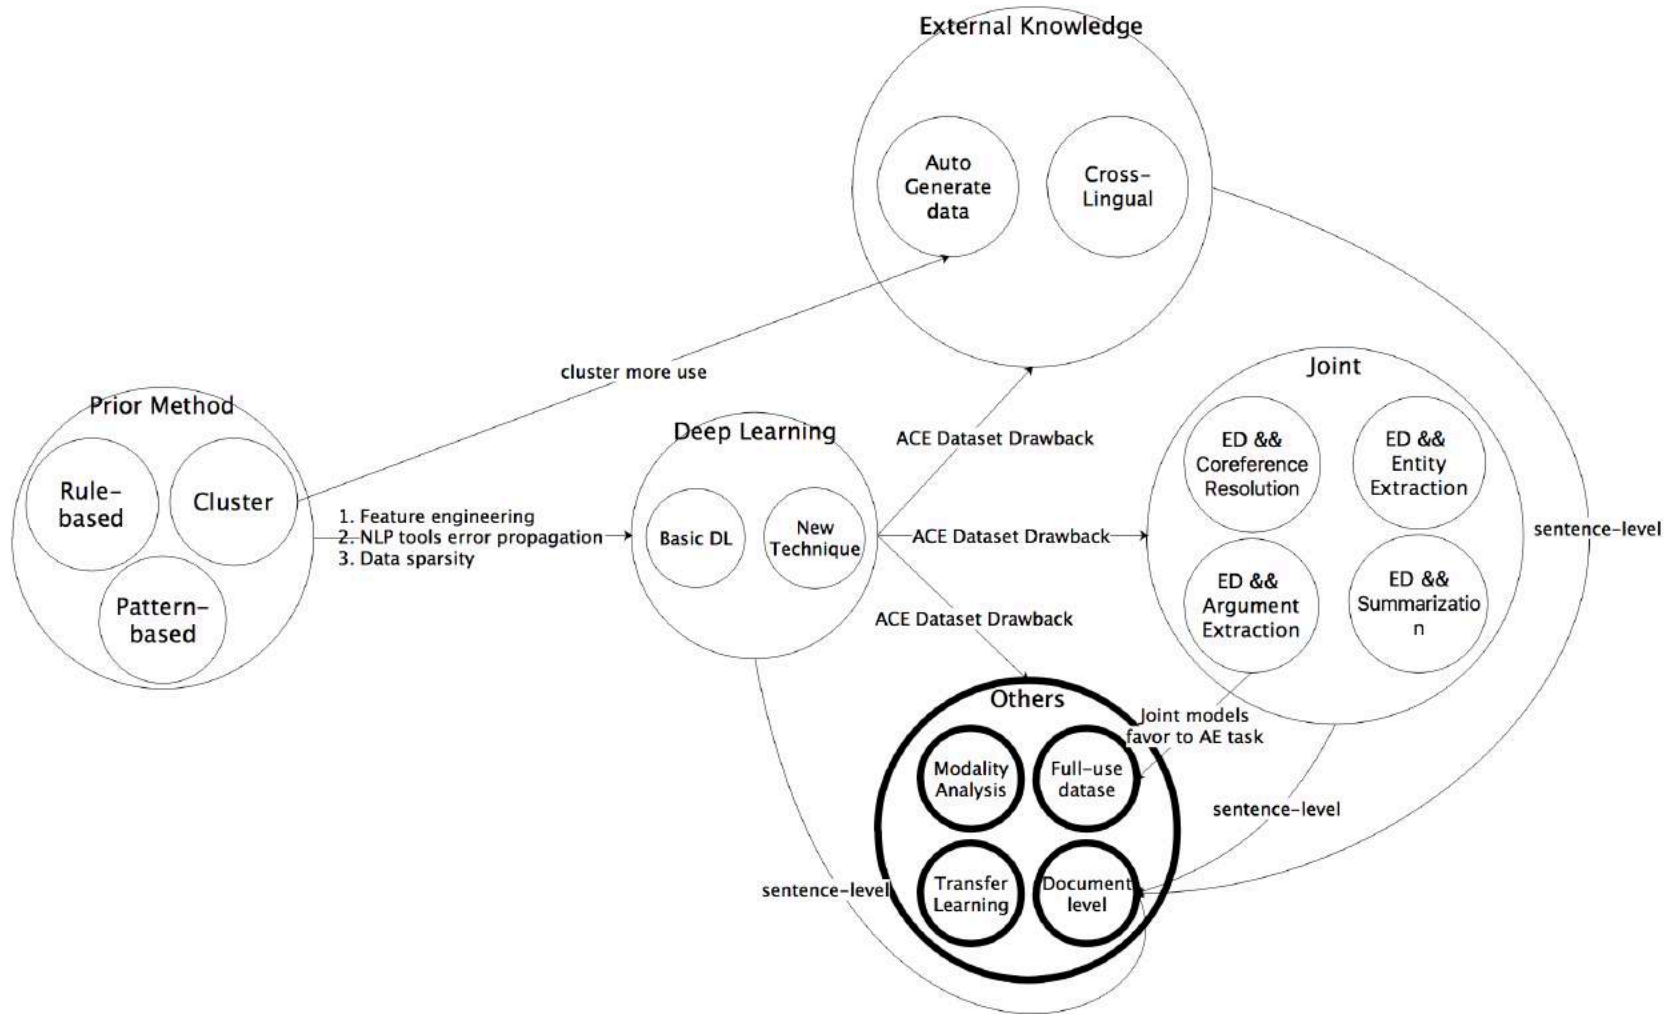 External Knowledge
Auto
Generate
data
Cross-
Lingual
cluster more use
Prior Method
Rule-
based
Cluster
Pattern-
based
1. Feature engineering
2. NLP tools error propagation
3. Data sparsity
Deep Learning
Basic DL
New
Technique
ACE Dataset Drawback
ACE Dataset Drawback
ACE Dataset Drawback
Joint
ED &&
Coreference
Resolution
ED &&
Entity
Extraction
ED &&
Argument
Extraction
ED &&
Summarizatio
n
sentence-level
Others
Joint models
favor to AE task
Modality
Analysis
Full-use
datase
Transfer
Learning
Document
level
sentence-level
sentence-level